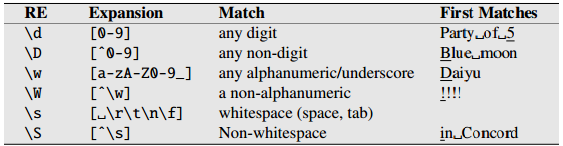 RE Expansion Match First Matches
\d [0-9] any digit Party␣of␣5
\D [^0-9] any non-digit Blue␣moon
\w [a-zA-Z0-9_] any alphanumeric/underscore Daiyu
\W [^\w] a non-alphanumeric !!!!
\s [␣\r\t\n\f] whitespace (space, tab)
\S [^\s] Non-whitespace in␣Concord